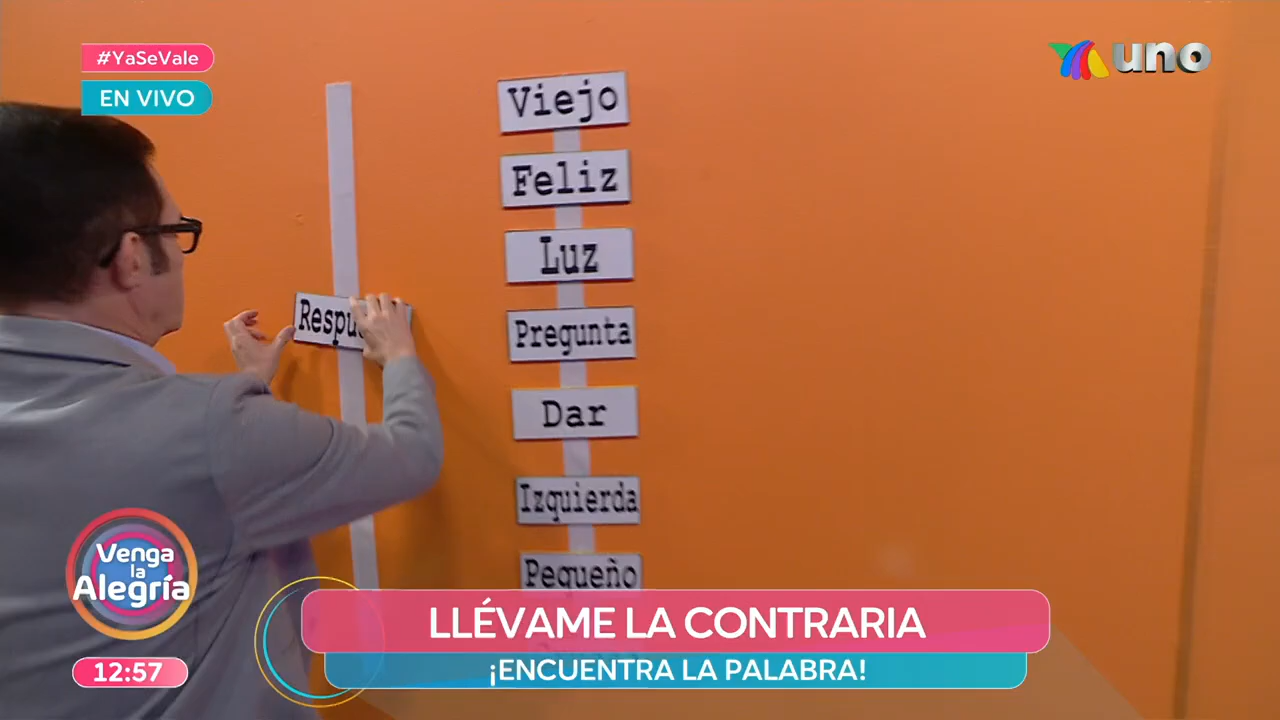 #YaSeVale
EN VIVO
uno
Viejo
Feliz
Luz
Pregunta
Dar
Izquierda
Pequeño
Venga
la
Alegría
LLÉVAME LA CONTRARIA
¡ENCUENTRA LA PALABRA!
12:57